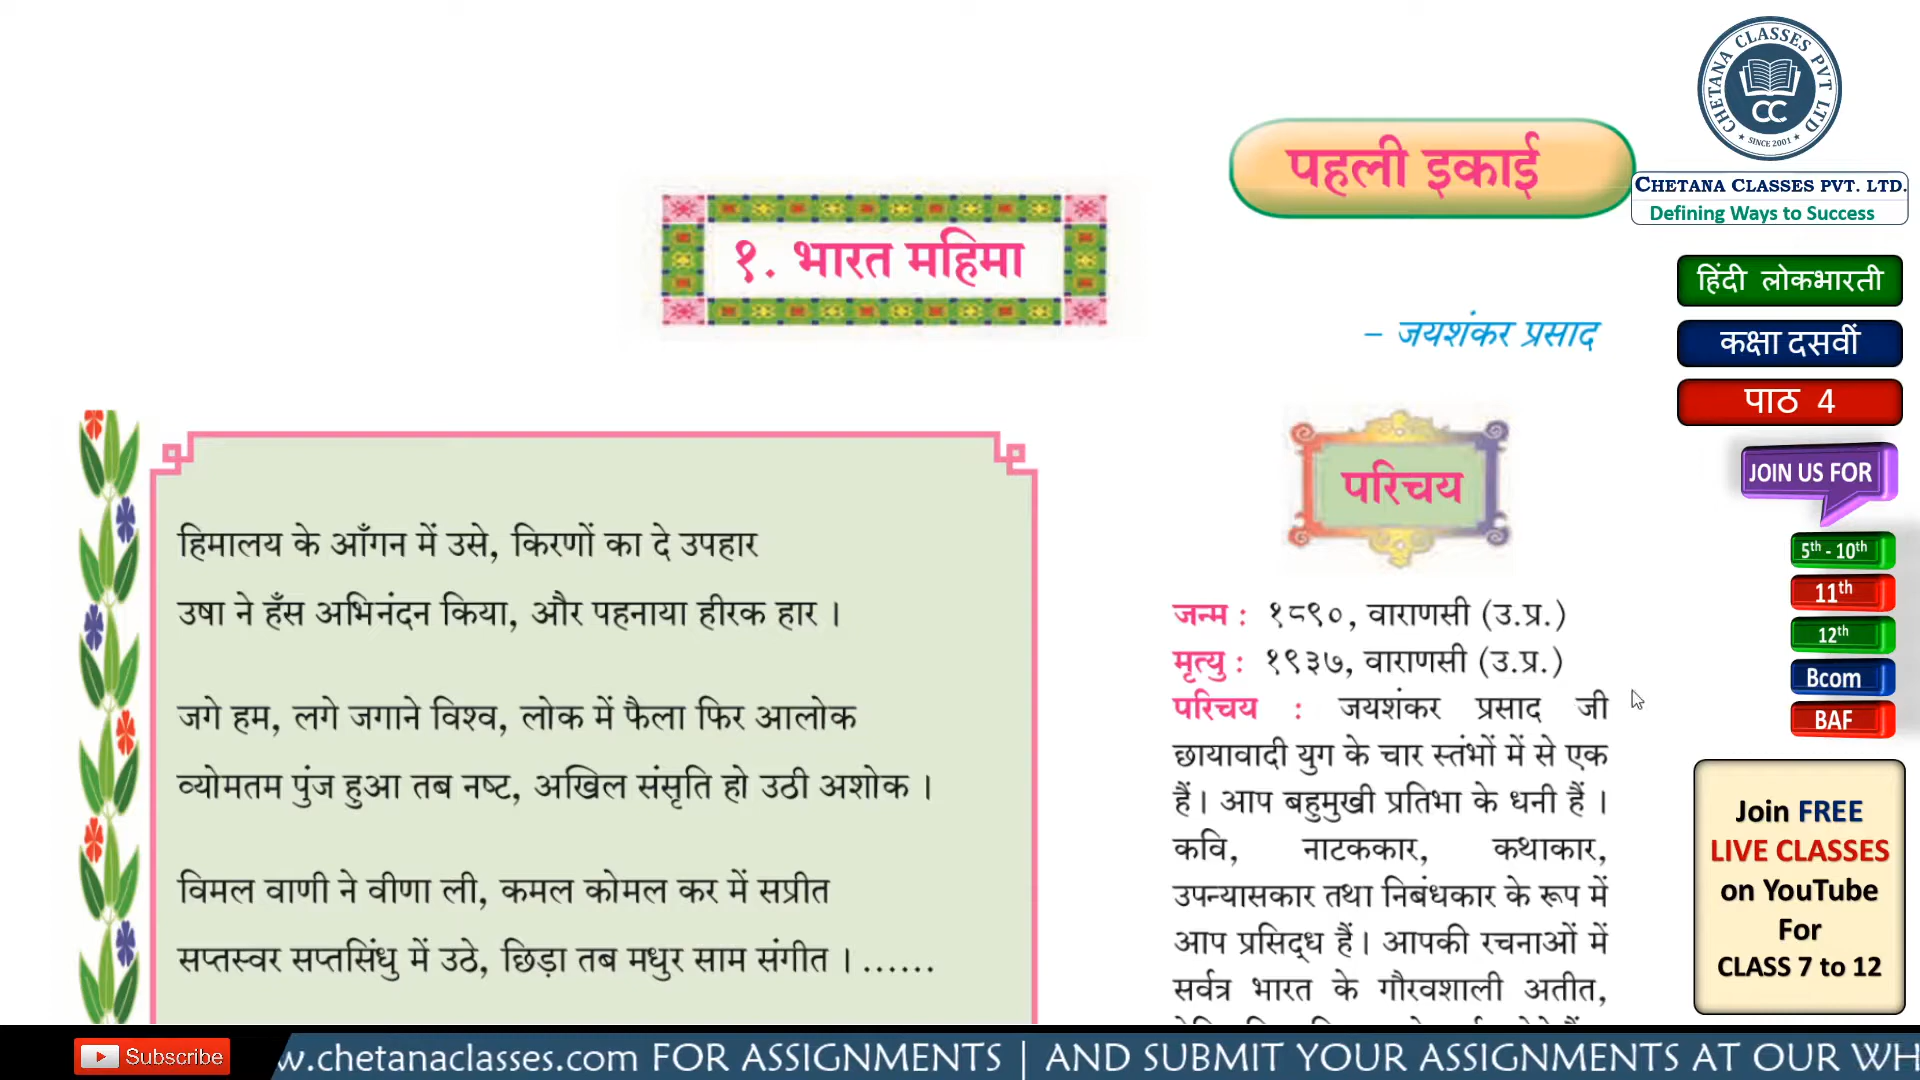 पहली इकाई
१. भारत महिमा
– जयशंकर प्रसाद
हिमालय के आँगन में उसे, किरणों का दे उपहार
उषा ने हँस अभिनंदन किया, और पहनाया हीरक हार ।
जगे हम, लगे जगाने विश्व, लोक में फैला फिर आलोक
व्योमतम पुंज हुआ तब नष्ट, अखिल संसृति हो उठी अशोक ।
विमल वाणी ने वीणा ली, कमल कोमल कर में सप्रीत
सप्तस्वर सप्तसिंधु में उठे, छिड़ा तब मधुर साम संगीत । ......
परिचय
जन्म : १८९०, वाराणसी (उ.प्र.)
मृत्यु : १९३७, वाराणसी (उ.प्र.)
परिचय : जयशंकर प्रसाद जी
छायावादी युग के चार स्तंभों में से एक
हैं। आप बहुमुखी प्रतिभा के धनी हैं ।
कवि, नाटककार, कथाकार,
उपन्यासकार तथा निबंधकार के रूप में
आप प्रसिद्ध हैं। आपकी रचनाओं में
सर्वत्र भारत के गौरवशाली अतीत,
CHETANA CLASSES PVT LTD
CC
SINCE 2001
CHETANA CLASSES PVT. LTD.
Defining Ways to Success
हिंदी लोकभारती
कक्षा दसवीं
पाठ 4
JOIN US FOR
5th - 10th
11th
12th
Bcom
BAF
Join FREE
LIVE CLASSES
on YouTube
For
CLASS 7 to 12
Subscribe
w.chetanaclasses.com FOR ASSIGNMENTS | AND SUBMIT YOUR ASSIGNMENTS AT OUR WH